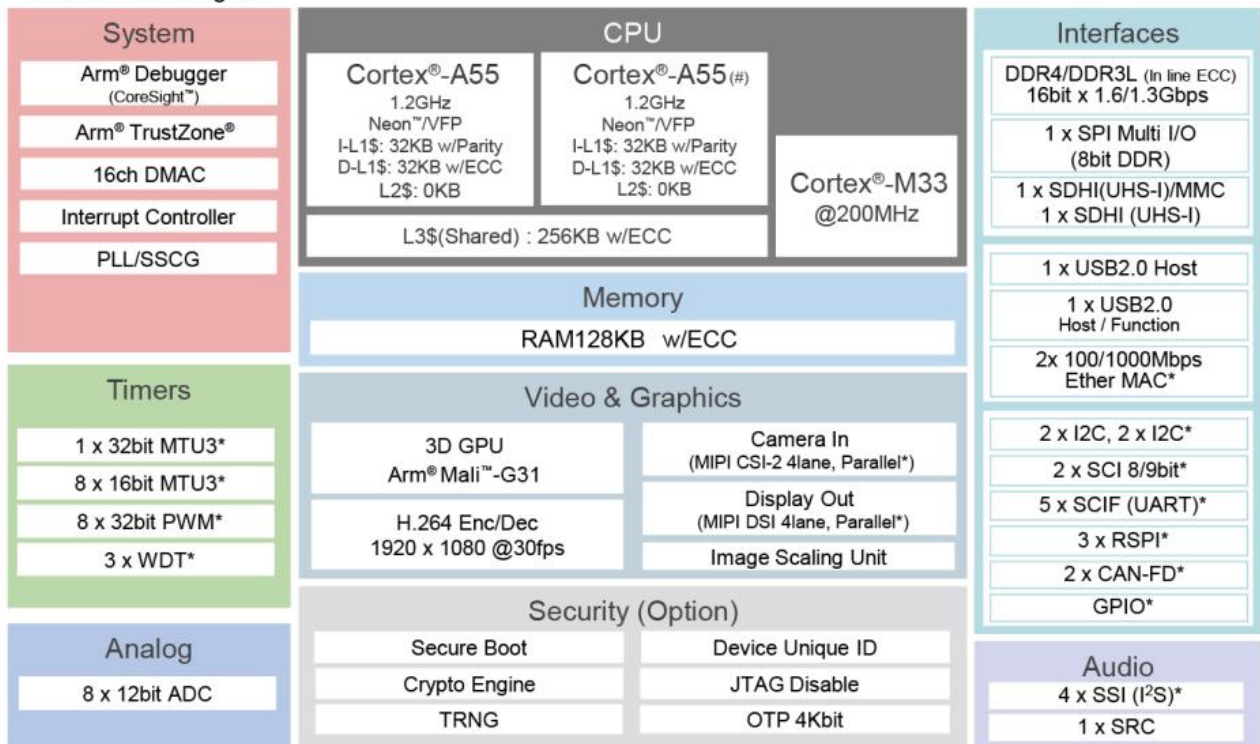 System
Arm® Debugger
(CoreSight™)
Arm® TrustZone®
16ch DMAC
Interrupt Controller
PLL/SSCG
Timers
1 x 32bit MTU3*
8 x 16bit MTU3*
8 x 32bit PWM*
3 x WDT*
Analog
8 x 12bit ADC
CPU
Cortex®-A55
1.2GHz
Neon™/VFP
I-L1$: 32KB w/Parity
D-L1$: 32KB w/ECC
L2$: 0KB
Cortex®-A55(#)
1.2GHz
Neon™/VFP
I-L1$: 32KB w/Parity
D-L1$: 32KB w/ECC
L2$: 0KB
L3$(Shared) : 256KB w/ECC
Cortex®-M33
@200MHz
Memory
RAM128KB w/ECC
Video & Graphics
3D GPU
Arm® Mali™-G31
H.264 Enc/Dec
1920 x 1080 @30fps
Camera In
(MIPI CSI-2 4lane, Parallel*)
Display Out
(MIPI DSI 4lane, Parallel*)
Image Scaling Unit
Security (Option)
Secure Boot
Crypto Engine
TRNG
Device Unique ID
JTAG Disable
OTP 4Kbit
Interfaces
DDR4/DDR3L (In line ECC)
16bit x 1.6/1.3Gbps
1 x SPI Multi I/O
(8bit DDR)
1 x SDHI(UHS-I)/MMC
1 x SDHI (UHS-I)
1 x USB2.0 Host
1 x USB2.0
Host / Function
2x 100/1000Mbps
Ether MAC*
2 x I2C, 2 x I2C*
2 x SCI 8/9bit*
5 x SCIF (UART)*
3 x RSPI*
2 x CAN-FD*
GPIO*
Audio
4 x SSI (I²S)*
1 x SRC